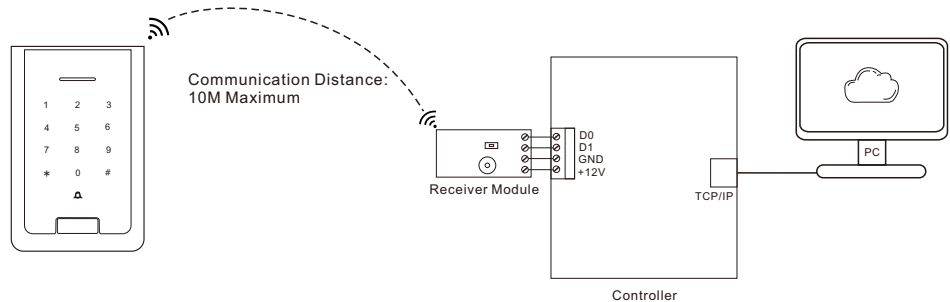 Communication Distance:
10M Maximum
1 2 3
4 5 6
7 8 9
* 0 #
D0
D1
GND
+12V
Receiver Module
TCP/IP
PC
Controller